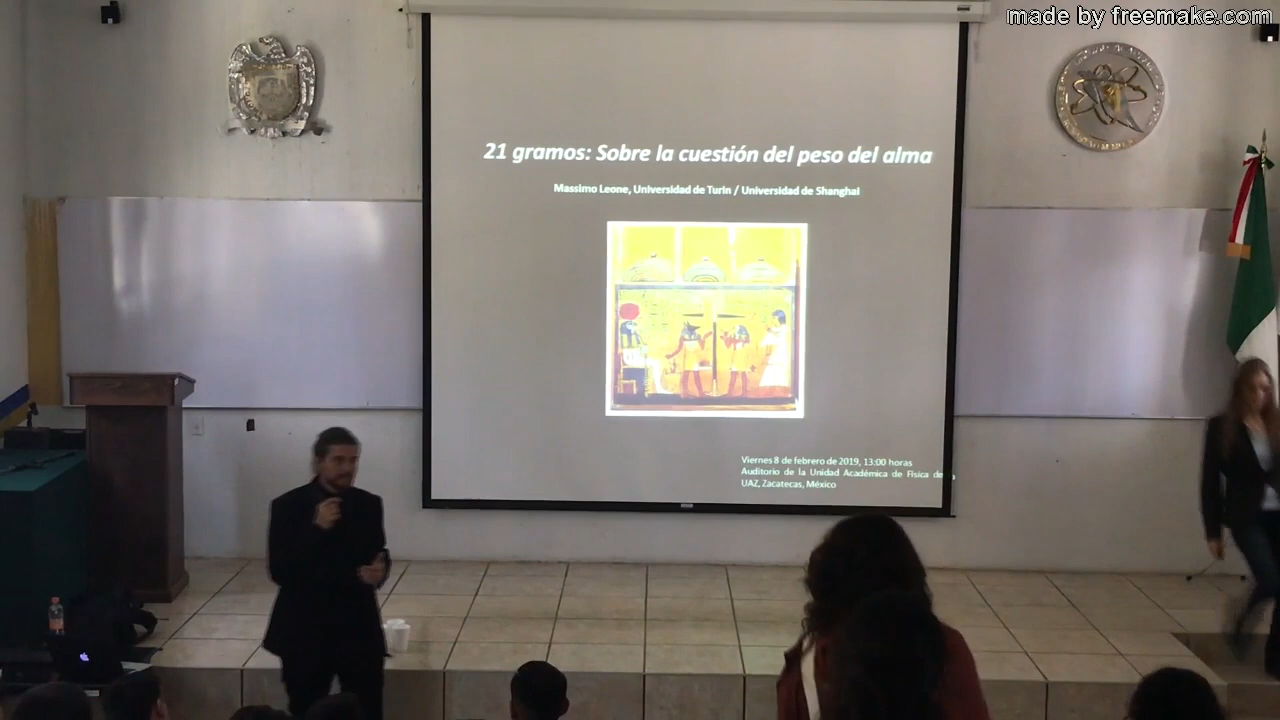 made by freemake.com
21 gramos: Sobre la cuestión del peso del alma
Massimo Leone, Universidad de Turin / Universidad de Shanghai
Viernes 8 de febrero de 2019, 13:00 horas
Auditorio de la Unidad Académica de Fisica de la
UAZ, Zacatecas, México